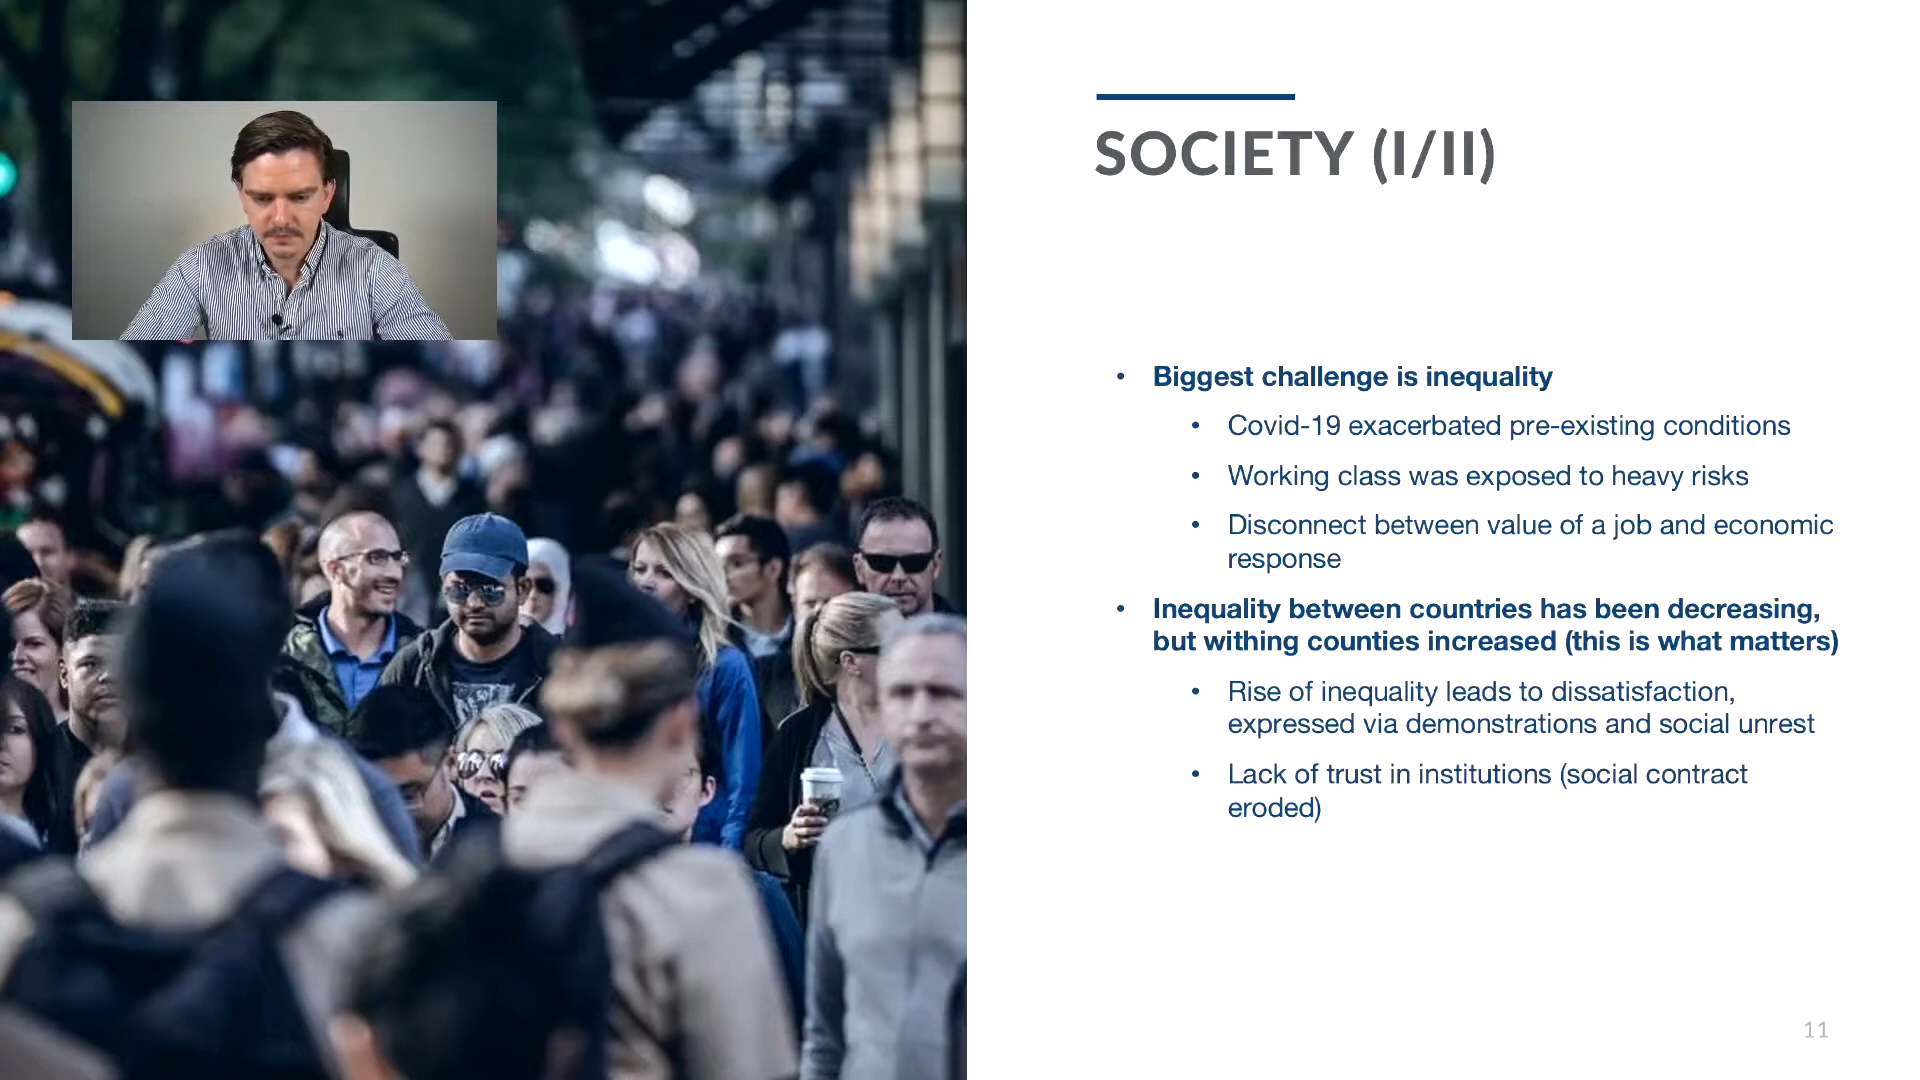 SOCIETY (I/II)
• Biggest challenge is inequality
• Covid-19 exacerbated pre-existing conditions
• Working class was exposed to heavy risks
• Disconnect between value of a job and economic
response
• Inequality between countries has been decreasing,
but withing counties increased (this is what matters)
• Rise of inequality leads to dissatisfaction,
expressed via demonstrations and social unrest
• Lack of trust in institutions (social contract
eroded)
11